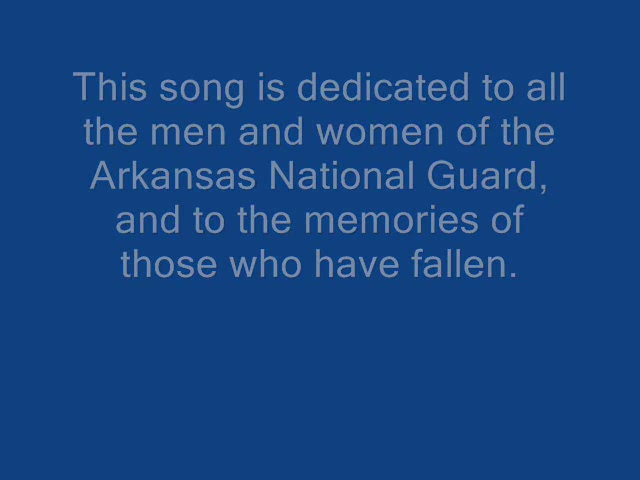 This song is dedicated to all
the men and women of the
Arkansas National Guard,
and to the memories of
those who have fallen.